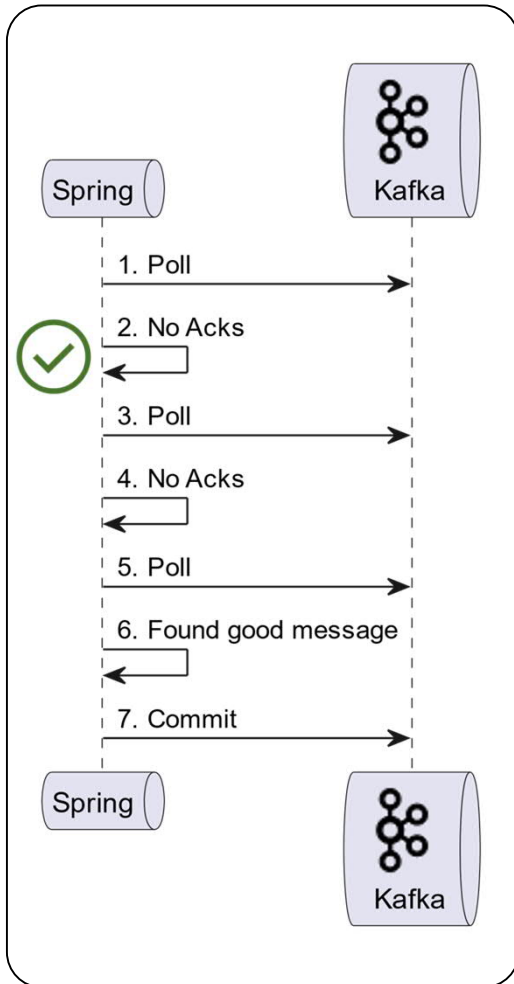 Spring
Kafka
1. Poll
2. No Acks
3. Poll
4. No Acks
5. Poll
6. Found good message
7. Commit
Spring
Kafka